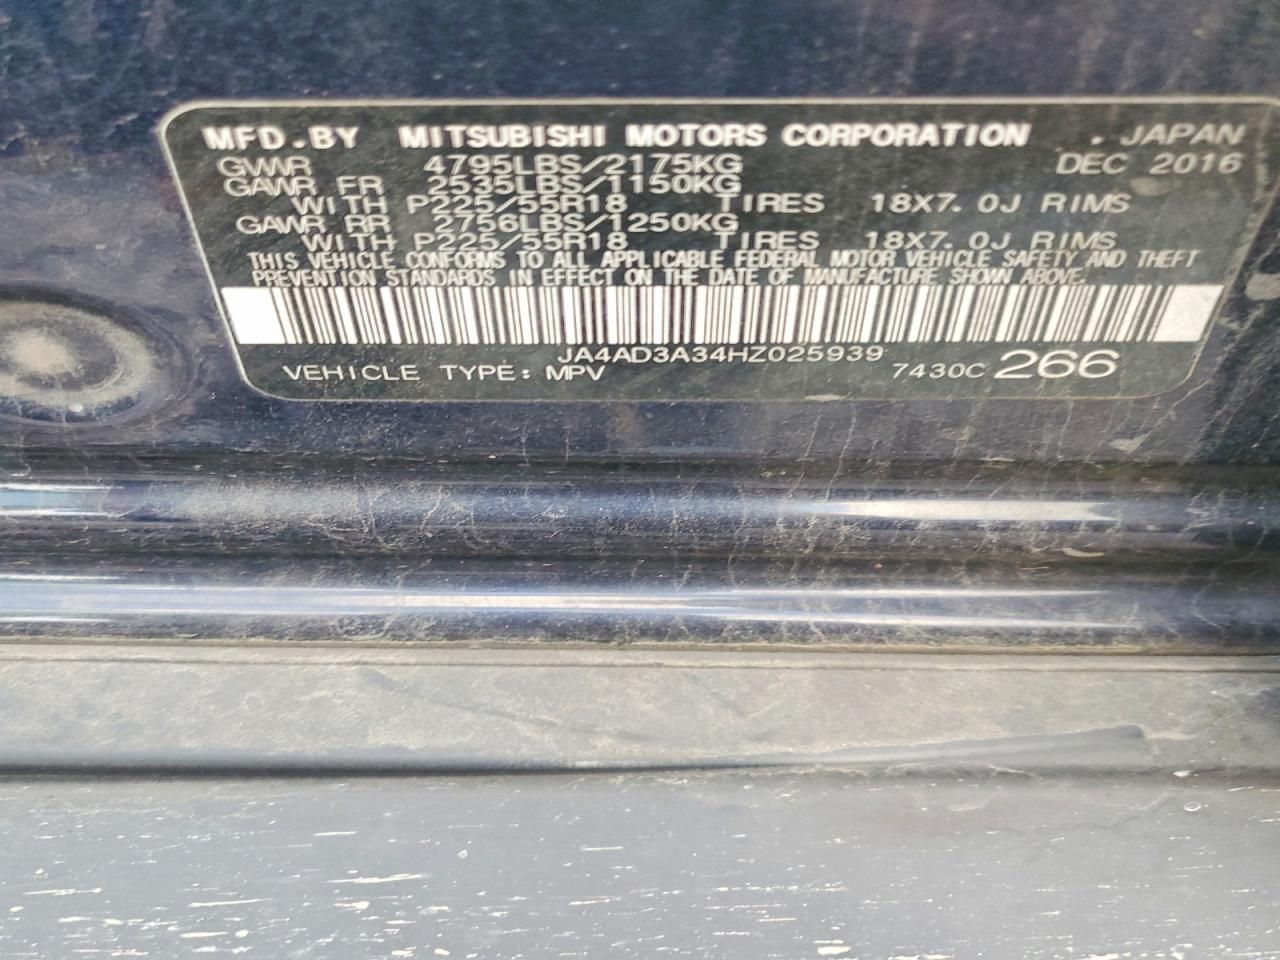 MFD.BY MITSUBISHI MOTORS CORPORATION . JAPAN
GVWR 4795LBS/2175KG DEC 2016
GAWR FR 2535LBS/1150KG
WITH P225/55R18 TIRES 18X7.0J RIMS
GAWR RR 2756LBS/1250KG
WITH P225/55R18 TIRES 18X7.0J RIMS
THIS VEHICLE CONFORMS TO ALL APPLICABLE FEDERAL MOTOR VEHICLE SAFETY AND THEFT
PREVENTION STANDARDS IN EFFECT ON THE DATE OF MANUFACTURE SHOWN ABOVE.
JA4AD3A34HZ025939
VEHICLE TYPE: MPV 7430C 266